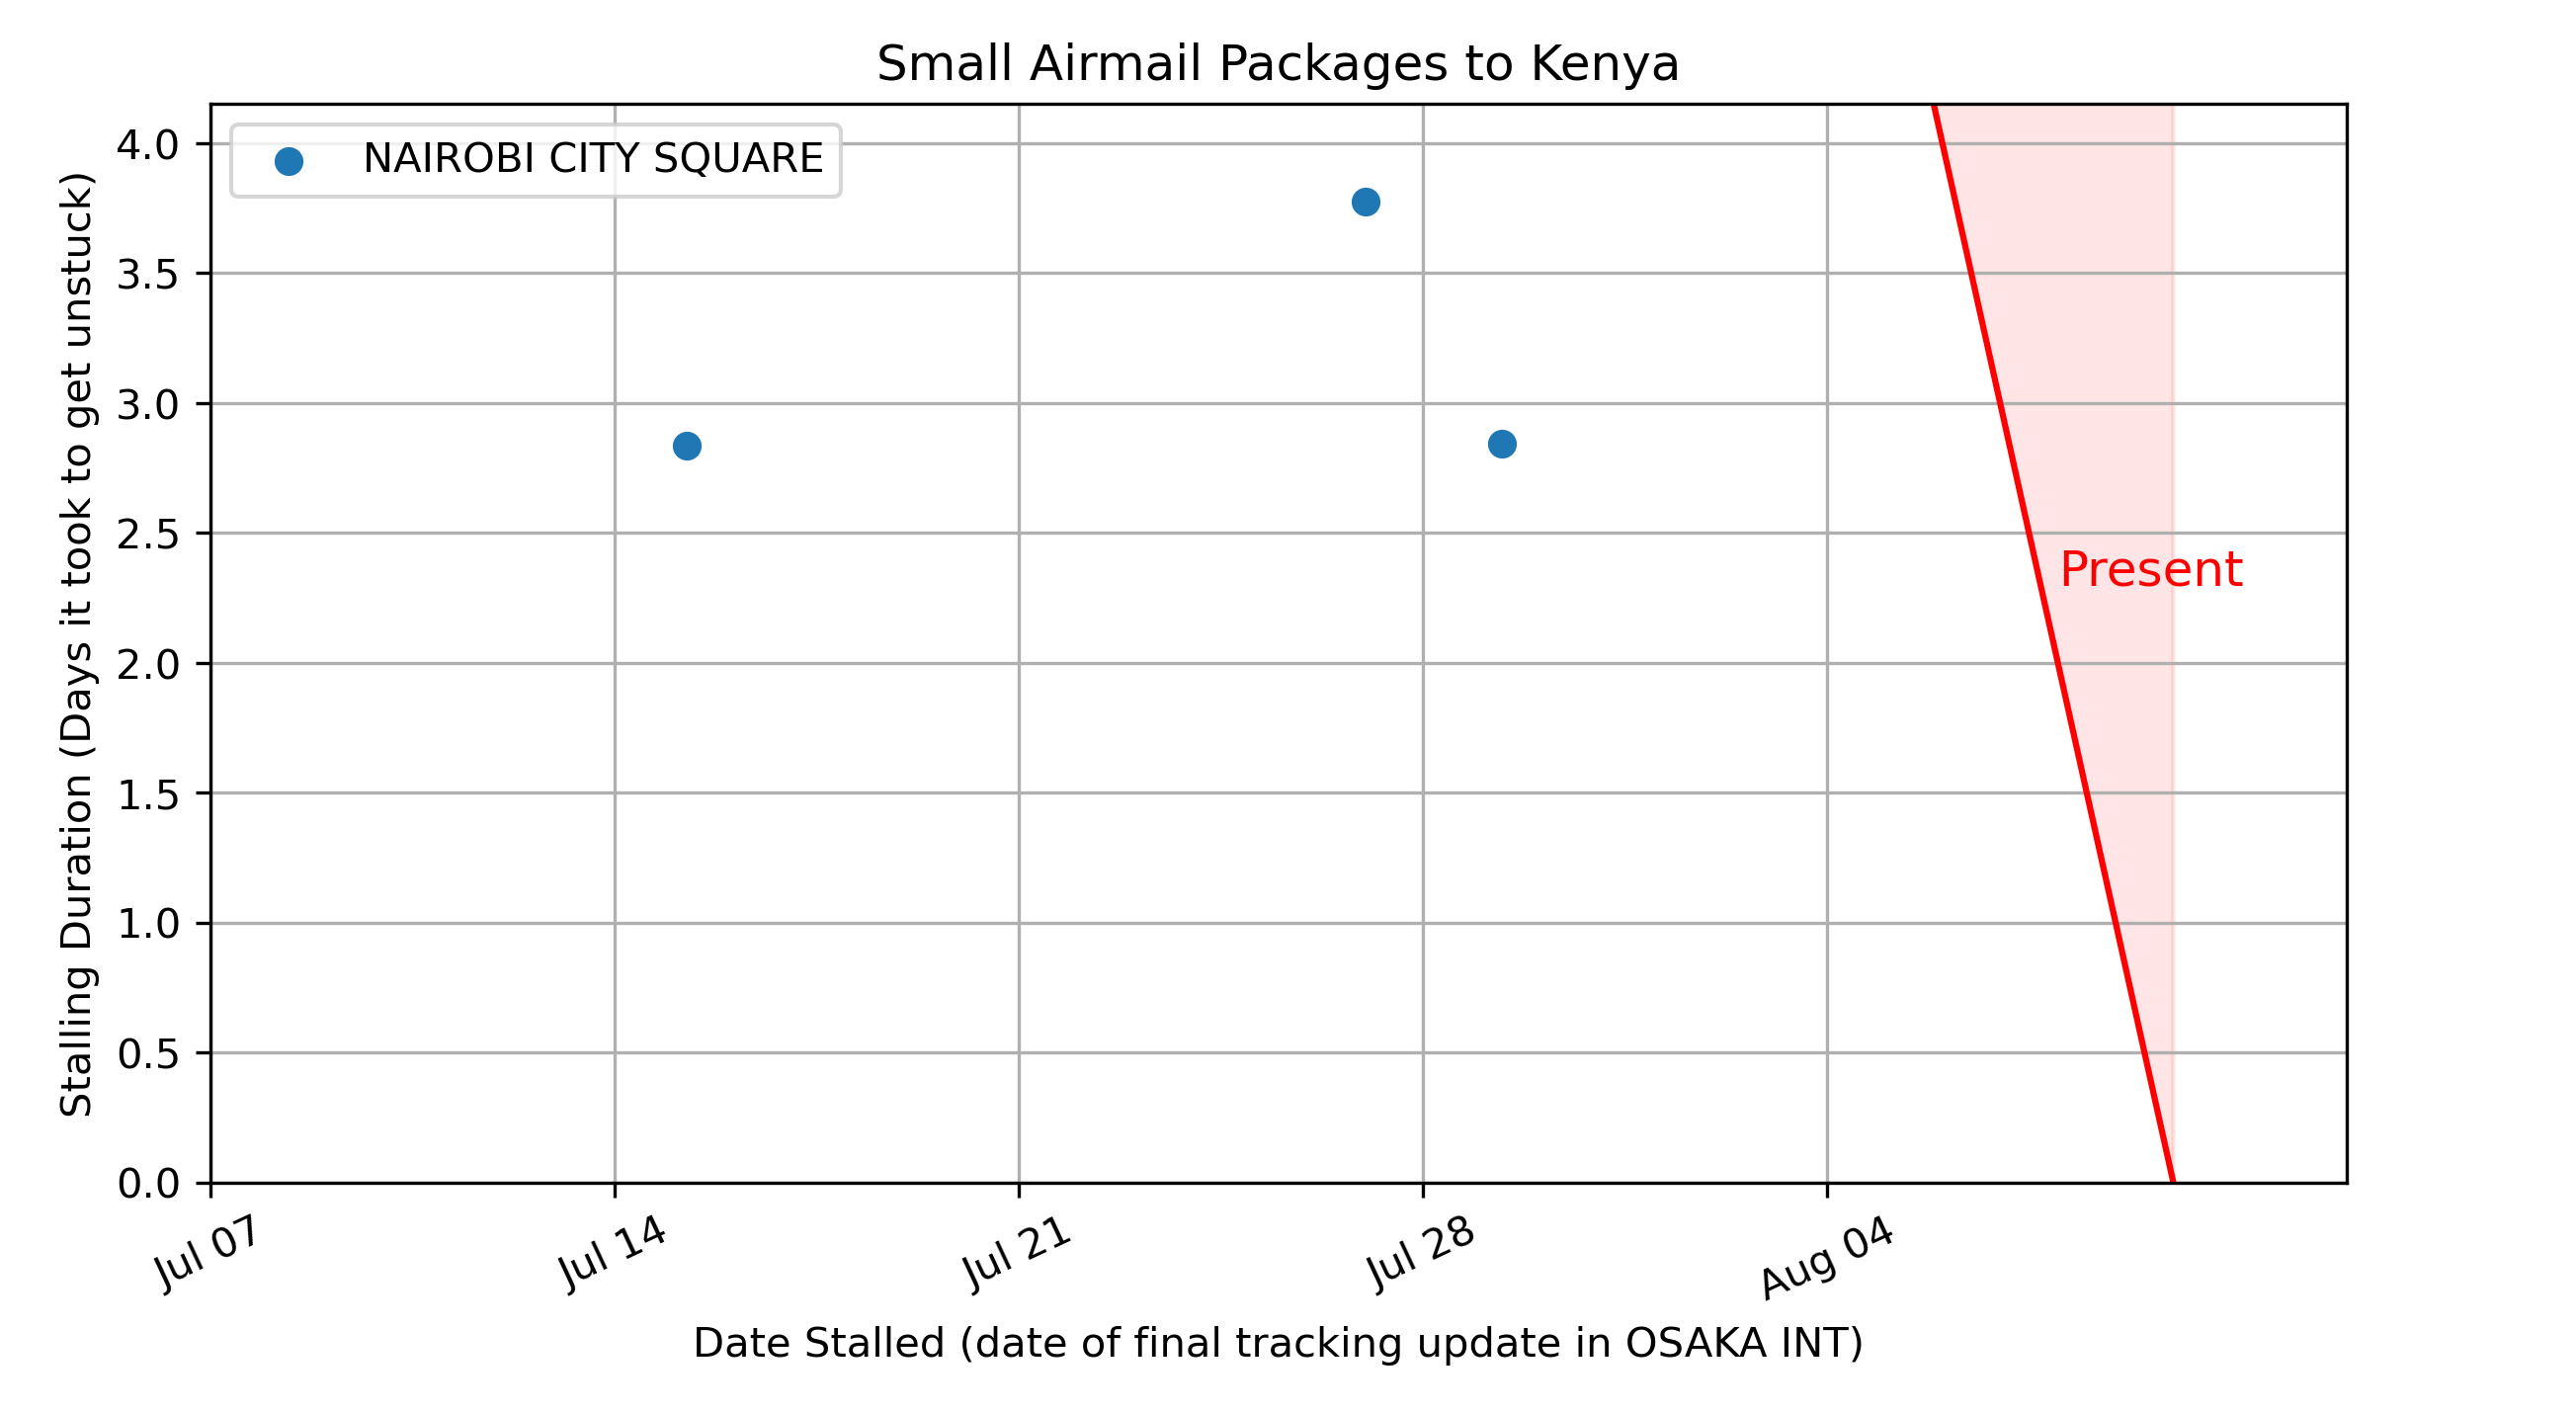 Small Airmail Packages to Kenya
NAIROBI CITY SQUARE
Stalling Duration (Days it took to get unstuck)
4.0
3.5
3.0
2.5
2.0
1.5
1.0
0.5
0.0
Present
Jul 07
Jul 14
Jul 21
Jul 28
Aug 04
Date Stalled (date of final tracking update in OSAKA INT)